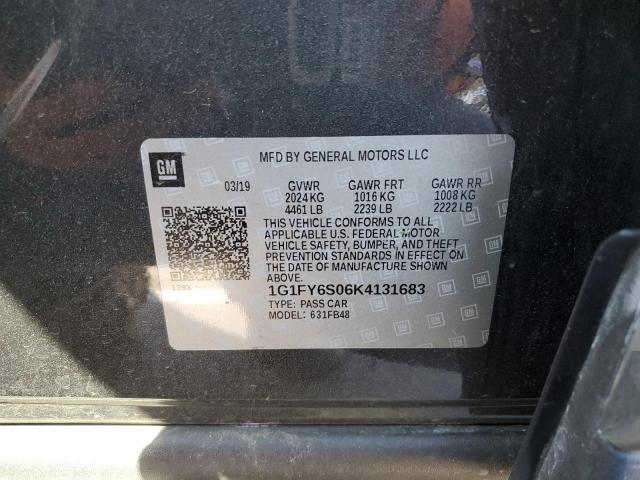 GM
MFD BY GENERAL MOTORS LLC
03/19 GVWR GAWR FRT GAWR RR
2024 KG 1016 KG 1008 KG
4461 LB 2239 LB 2222 LB
THIS VEHICLE CONFORMS TO ALL
APPLICABLE U.S. FEDERAL MOTOR
VEHICLE SAFETY, BUMPER, AND THEFT
PREVENTION STANDARDS IN EFFECT ON
THE DATE OF MANUFACTURE SHOWN
ABOVE.
139X
1G1FY6S06K4131683
TYPE: PASS CAR
MODEL: 631FB48